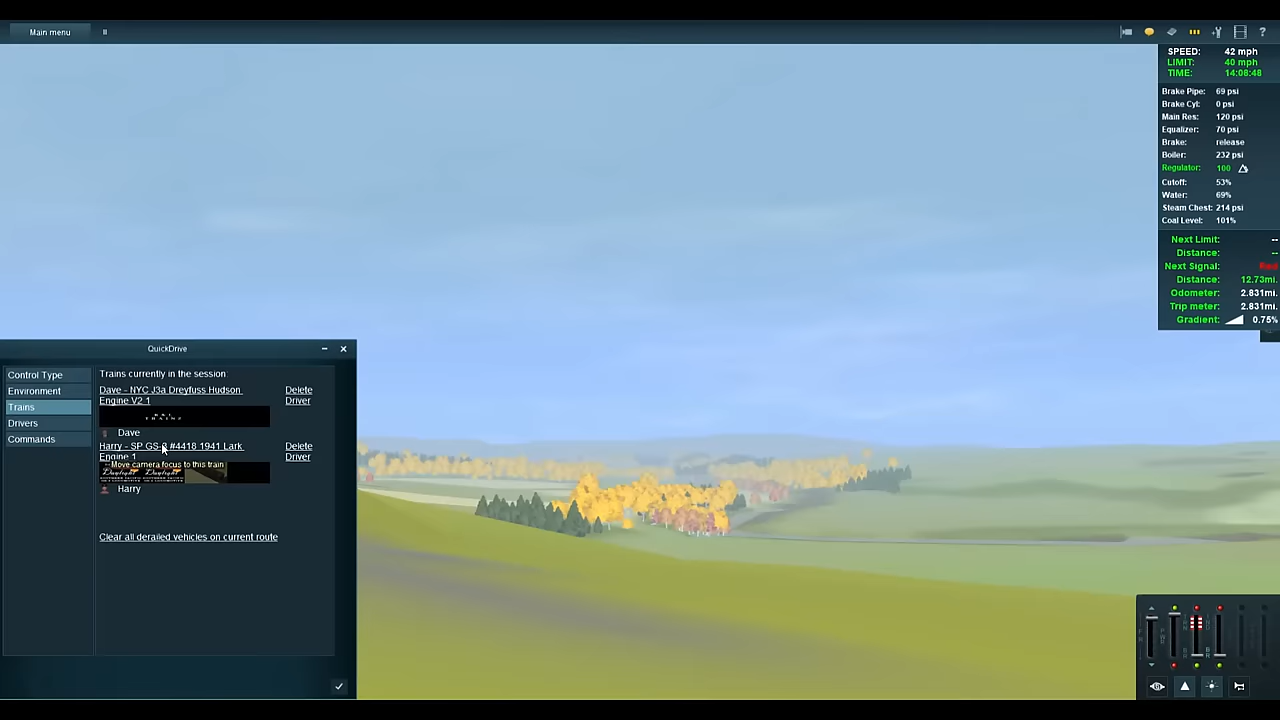 Main menu
SPEED: 42 mph
LIMIT: 40 mph
TIME: 14:08:48
Brake Pipe: 69 psi
Brake Cyl: 0 psi
Main Res: 120 psi
Equalizer: 70 psi
Brake: release
Boiler: 232 psi
Regulator: 100
Cutoff: 53%
Water: 69%
Steam Chest: 214 psi
Coal Level: 101%
Next Limit: --
Distance: --
Next Signal: Red
Distance: 12.73mi.
Odometer: 2.831mi.
Trip meter: 2.831mi.
Gradient: 0.75%
QuickDrive
Control Type
Environment
Trains
Drivers
Commands
Trains currently in the session
Dave - NYC J3a Dreyfuss Hudson Delete
Engine V2 1 Driver
TRAINS
Dave
Harry - SP GS- #4418 1941 Lark Delete
Engine 1 Driver
Move camera focus to this train
Daylight Daylight
Harry
Clear all derailed vehicles on current route